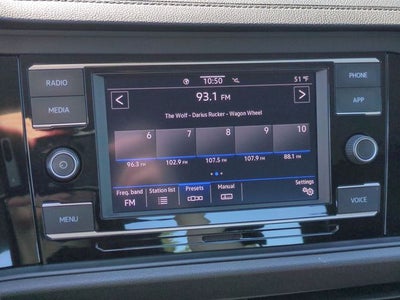 RADIO
MEDIA
MENU
10:50
51°F
93.1 FM
The Wolf - Darius Rucker - Wagon Wheel
6 7 8 9 10
96.3 FM 102.9 FM 107.5 FM 107.9 FM 88.1 FM
Freq. band Station list Presets Manual Settings
FM
PHONE
APP
VOICE